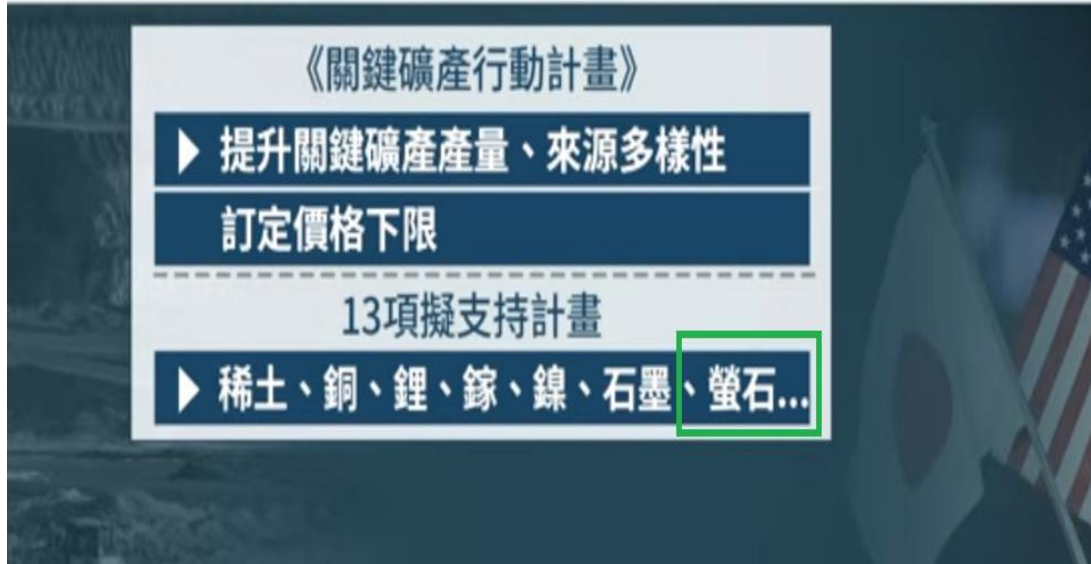 《關鍵礦產行動計畫》
▶ 提升關鍵礦產產量、來源多樣性
訂定價格下限
13項擬支持計畫
▶ 稀土、銅、鋰、鎵、鎳、石墨、螢石...